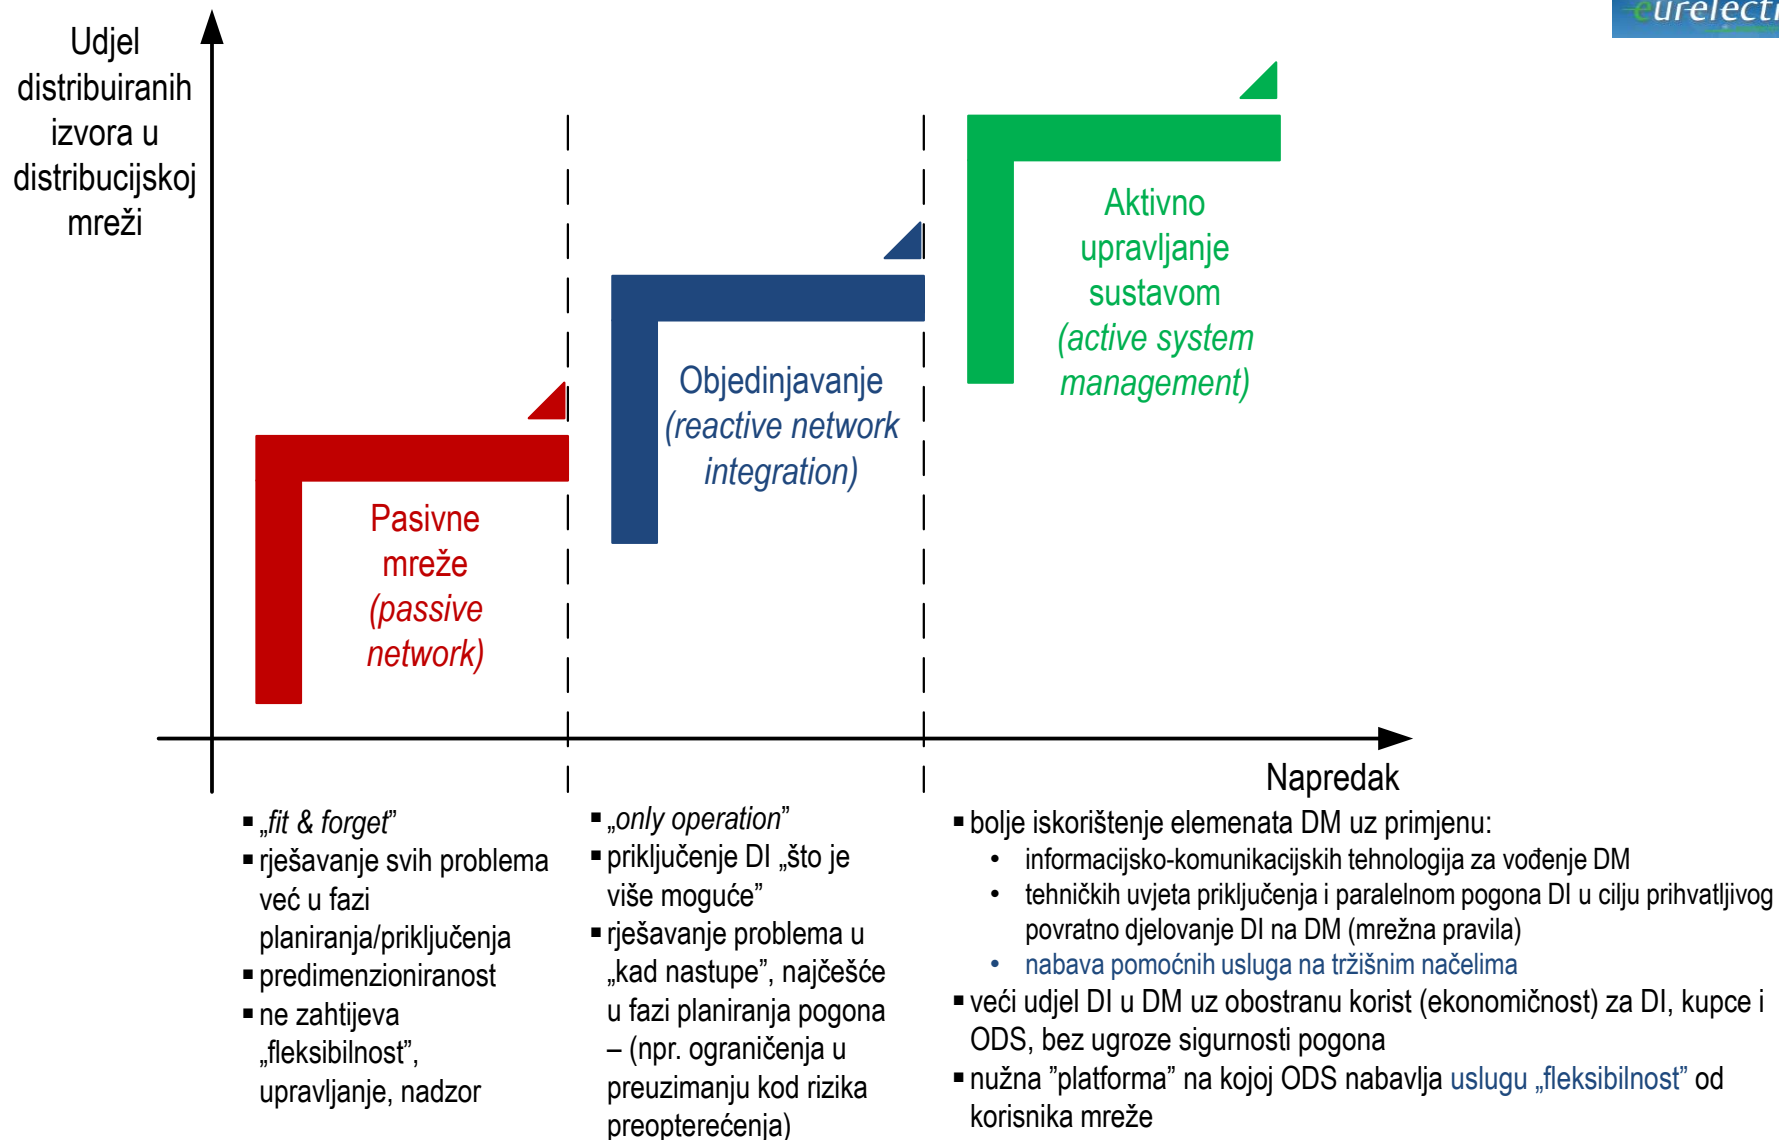 eurelectri
Udjel
distribuiranih
izvora u
distribucijskoj
mreži
Aktivno
upravljanje
sustavom
(active system
management)
Objedinjavanje
(reactive network
integration)
Pasivne
mreže
(passive
network)
Napredak
▪ „fit & forget”
▪ rješavanje svih problema
već u fazi
planiranja/priključenja
▪ predimenzioniranost
▪ ne zahtijeva
„fleksibilnost”,
upravljanje, nadzor
▪ „only operation”
▪ priključenje DI „što je
više moguće”
▪ rješavanje problema u
„kad nastupe”, najčešće
u fazi planiranja pogona
– (npr. ograničenja u
preuzimanju kod rizika
preopterećenja)
▪ bolje iskorištenje elemenata DM uz primjenu:
• informacijsko-komunikacijskih tehnologija za vođenje DM
• tehničkih uvjeta priključenja i paralelnom pogona DI u cilju prihvatljivog
povratno djelovanje DI na DM (mrežna pravila)
• nabava pomoćnih usluga na tržišnim načelima
▪ veći udjel DI u DM uz obostranu korist (ekonomičnost) za DI, kupce i
ODS, bez ugroze sigurnosti pogona
▪ nužna ”platforma” na kojoj ODS nabavlja uslugu „fleksibilnost” od
korisnika mreže